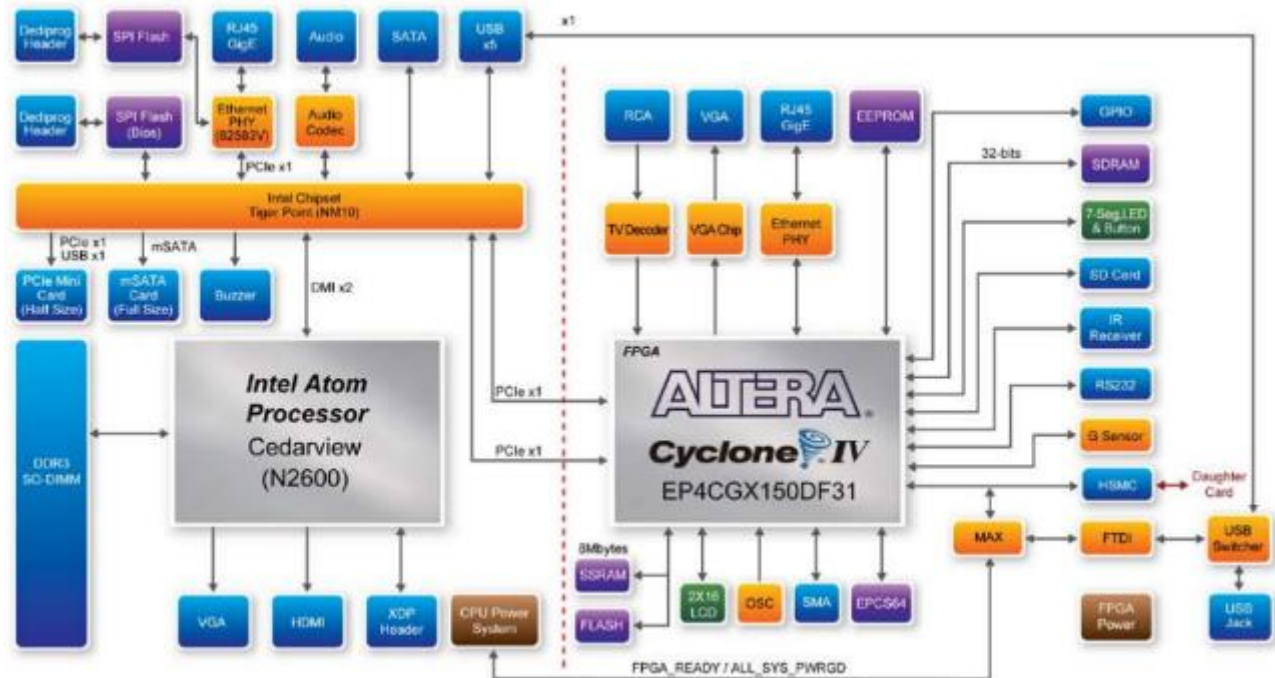 x1
Dediprog
Header
SPI Flash
RJ45
GigE
Audio
SATA
USB
x5
Dediprog
Header
SPI Flash
(Bios)
Ethernet
PHY
(82583V)
Audio
Codec
RCA
VGA
RJ45
GigE
EEPROM
GPIO
PCIe x1
32-bits
SDRAM
Intel Chipset
Tiger Point (NM10)
TV Decoder
VGA Chip
Ethernet
PHY
7-Seg,LED
& Button
PCIe x1
USB x1
mSATA
PCIe Mini
Card
(Half Size)
mSATA
Card
(Full Size)
Buzzer
DMI x2
SD Card
IR
Receiver
FPGA
ALTERA
Cyclone IV
EP4CGX150DF31
Intel Atom
Processor
Cedarview
(N2600)
PCIe x1
PCIe x1
RS232
G Sensor
DDR3
SO-DIMM
HSMC
Daughter
Card
MAX
FTDI
USB
Switcher
8Mbytes
SSRAM
FLASH
2X16
LCD
OSC
SMA
EPCS64
VGA
HDMI
XDP
Header
CPU Power
System
FPGA
Power
USB
Jack
FPGA_READY / ALL_SYS_PWRGD